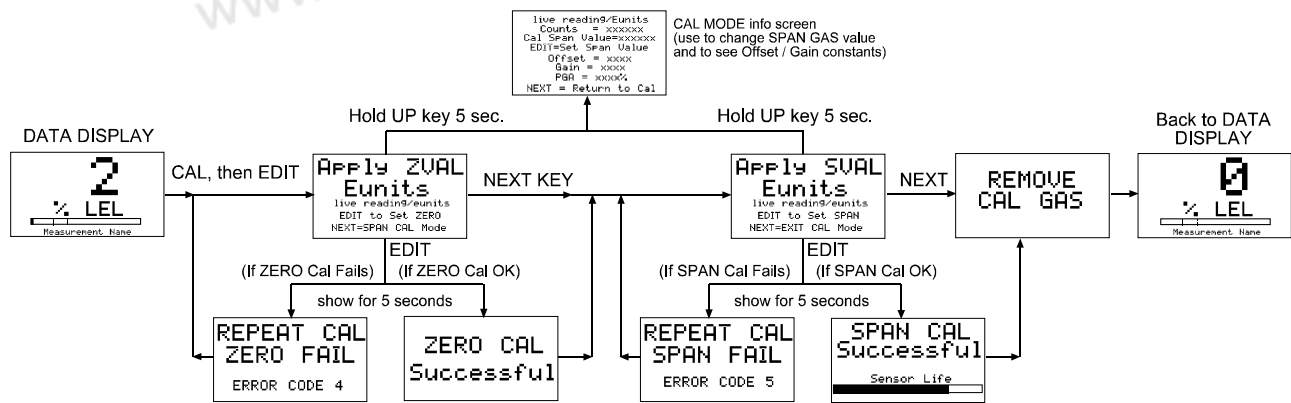 www.
live reading/Eunits
Counts = xxxxxx
Cal Span Value=xxxxxx
EDIT=Set Span Value
Offset = xxxx
Gain = xxxx
PGA = xxxx%
NEXT = Return to Cal
CAL MODE info screen
(use to change SPAN GAS value
and to see Offset / Gain constants)
Hold UP key 5 sec.
Hold UP key 5 sec.
DATA DISPLAY
2
% LEL
Measurement Name
CAL, then EDIT
Apply ZVAL
Eunits
live reading/eunits
EDIT to Set ZERO
NEXT=SPAN CAL Mode
NEXT KEY
Apply SVAL
Eunits
live reading/eunits
EDIT to Set SPAN
NEXT=EXIT CAL Mode
NEXT
REMOVE
CAL GAS
Back to DATA
DISPLAY
0
% LEL
Measurement Name
EDIT
(If ZERO Cal Fails)
(If ZERO Cal OK)
show for 5 seconds
REPEAT CAL
ZERO FAIL
ERROR CODE 4
ZERO CAL
Successful
EDIT
(If SPAN Cal Fails)
(If SPAN Cal OK)
show for 5 seconds
REPEAT CAL
SPAN FAIL
ERROR CODE 5
SPAN CAL
Successful
Sensor Life